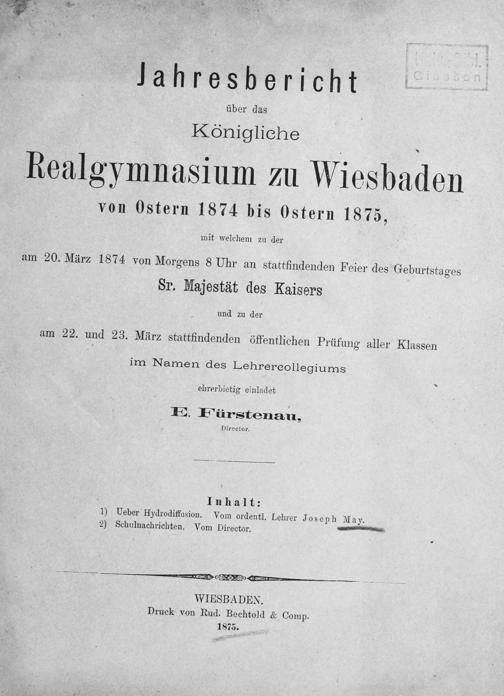 Jahresbericht
über das
Königliche
Realgymnasium zu Wiesbaden
von Ostern 1874 bis Ostern 1875,
mit welchem zu der
am 20. März 1874 von Morgens 8 Uhr an stattfindenden Feier des Geburtstages
Sr. Majestät des Kaisers
und zu der
am 22. und 23. März stattfindenden öffentlichen Prüfung aller Klassen
im Namen des Lehrercollegiums
ehrerbietig einladet
E. Fürstenau,
Director.
Inhalt:
1) Ueber Hydrodiffusion. Vom ordentl. Lehrer Joseph May.
2) Schulnachrichten. Vom Director.
WIESBADEN.
Druck von Rud. Bechtold & Comp.
1875.